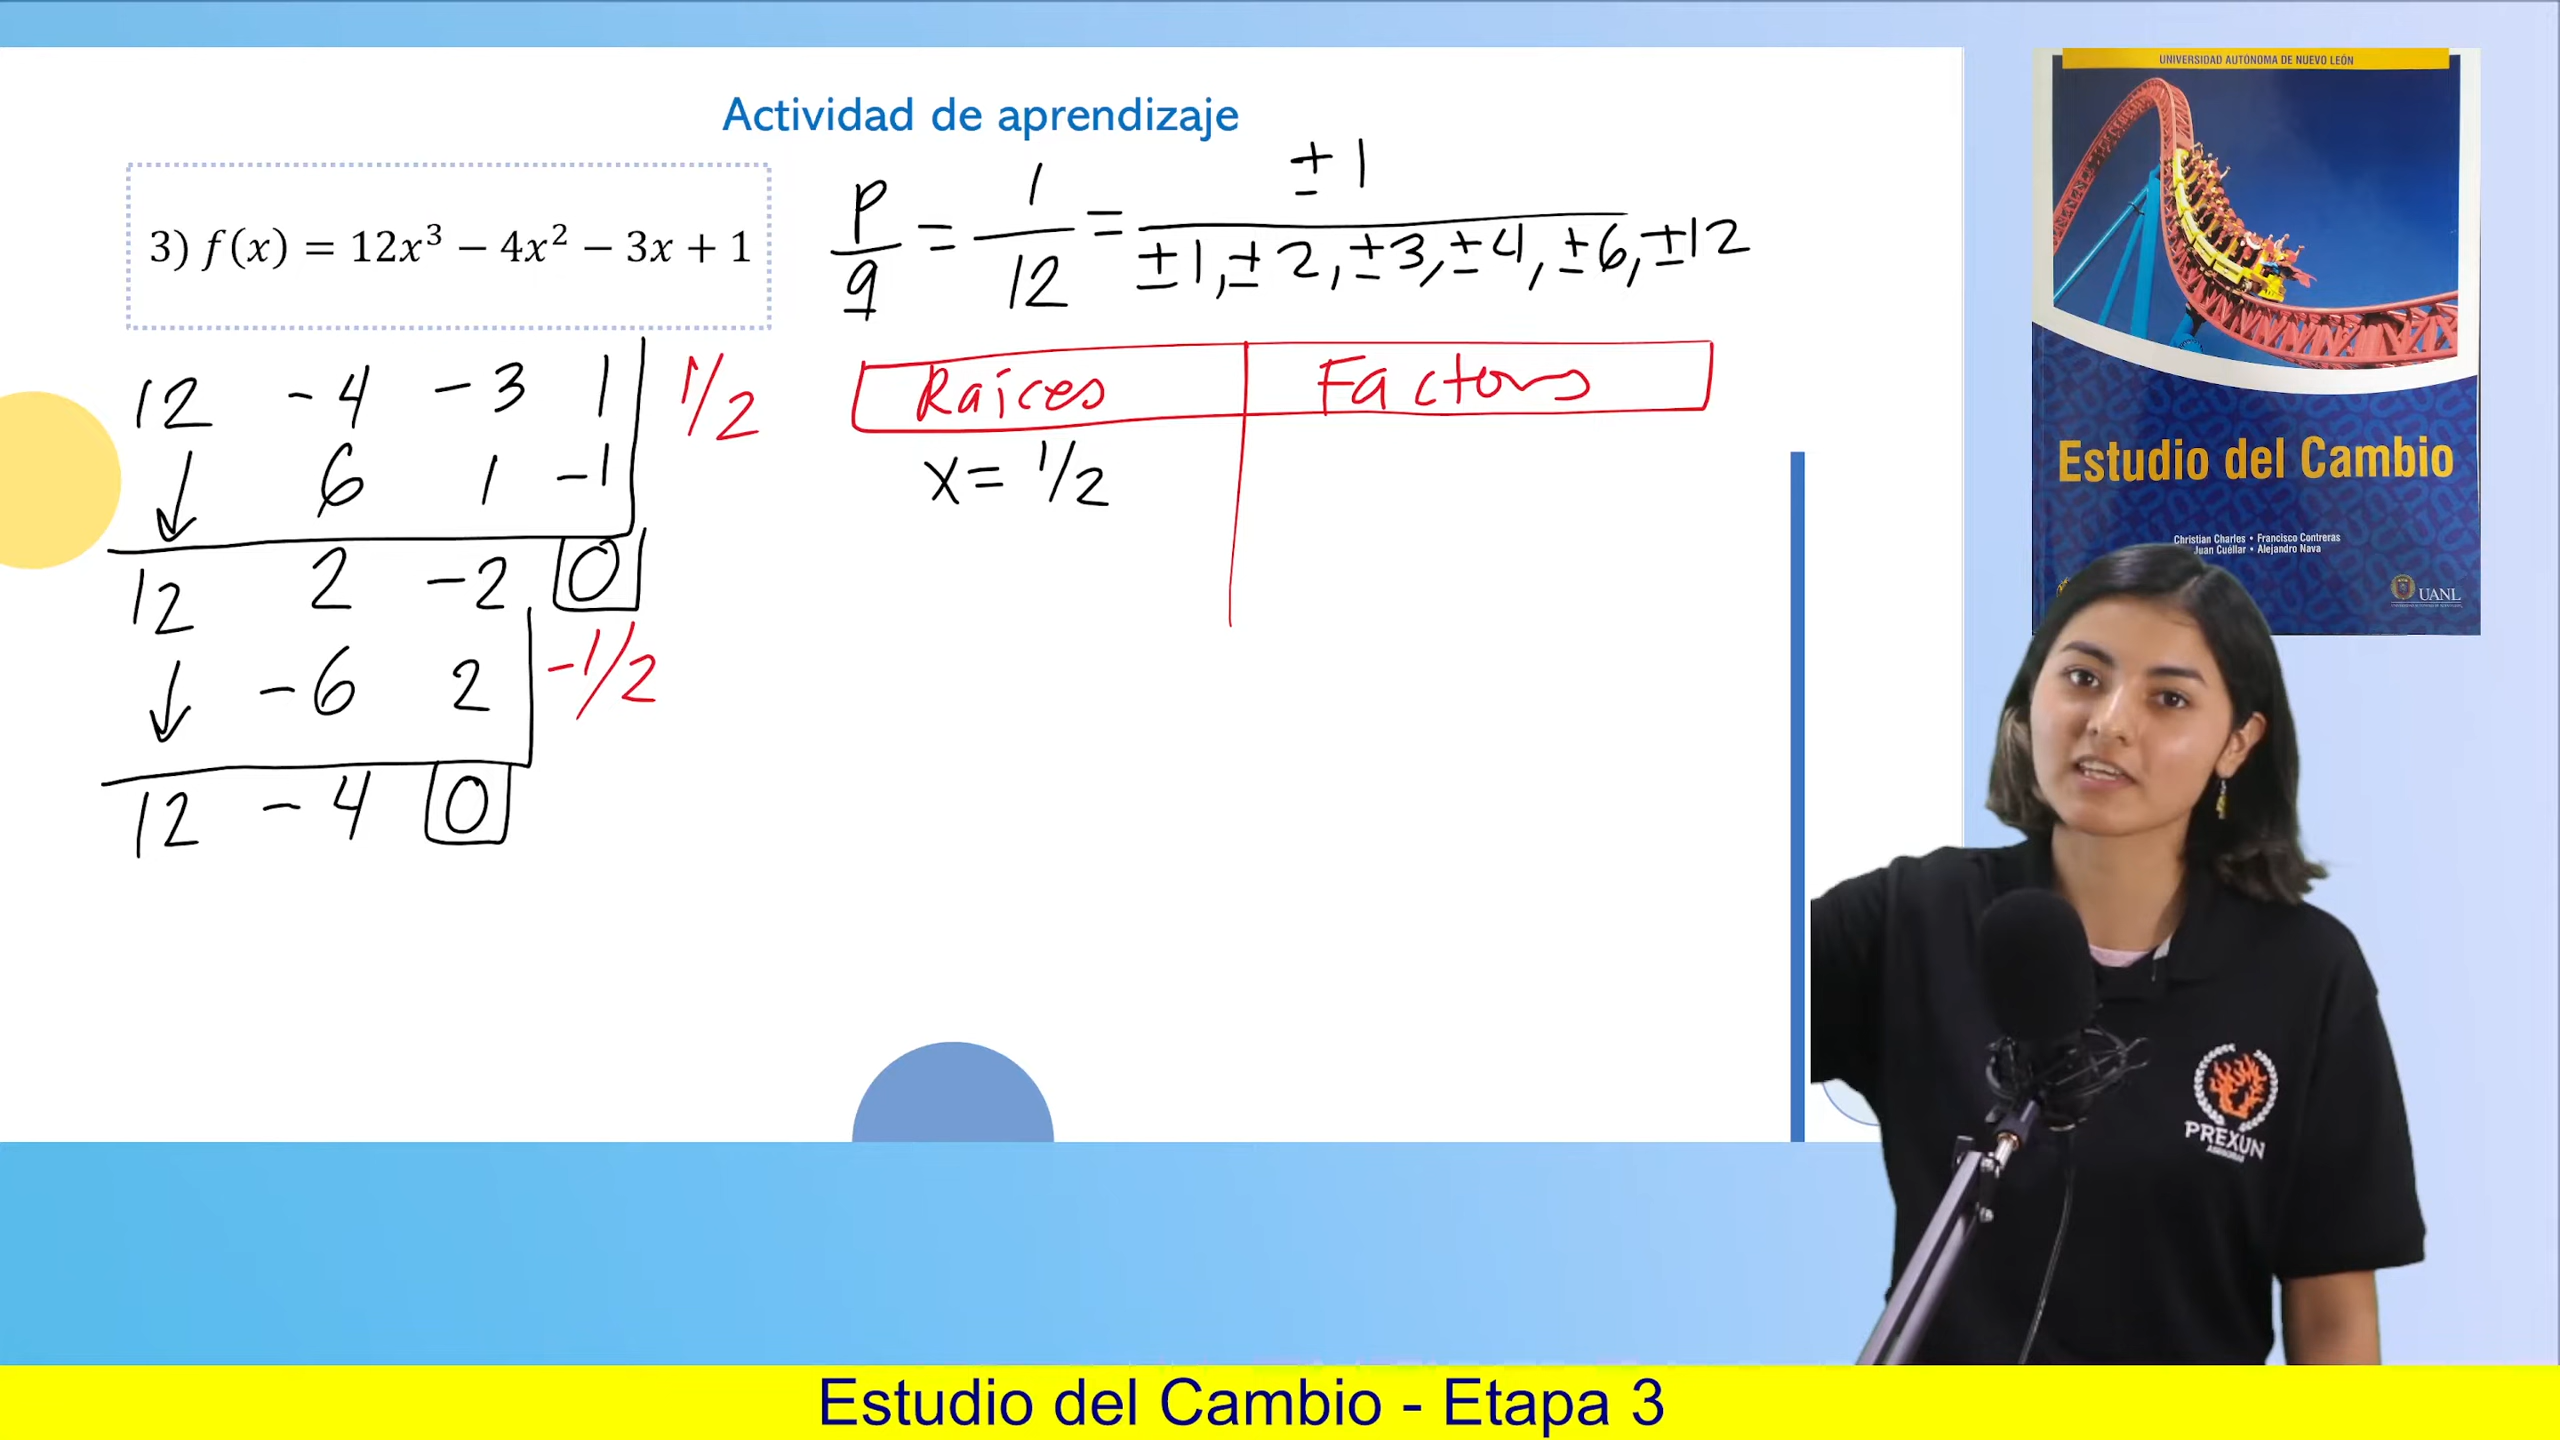 Actividad de aprendizaje
3) f(x) = 12x³ − 4x² − 3x + 1
p/q = 1/12 = ±1 / ±1, ±2, ±3, ±4, ±6, ±12
12 -4 -3 1 | 1/2
↓ 6 1 -1
12 2 -2 0
↓ -6 2 | -1/2
12 -4 0
Raíces Factors
x = 1/2
UNIVERSIDAD AUTÓNOMA DE NUEVO LEÓN
Estudio del Cambio
Christian Charles • Francisco Contreras
Juan Cuéllar • Alejandro Nava
UANL
PREXUN
ASESORÍAS
Estudio del Cambio - Etapa 3